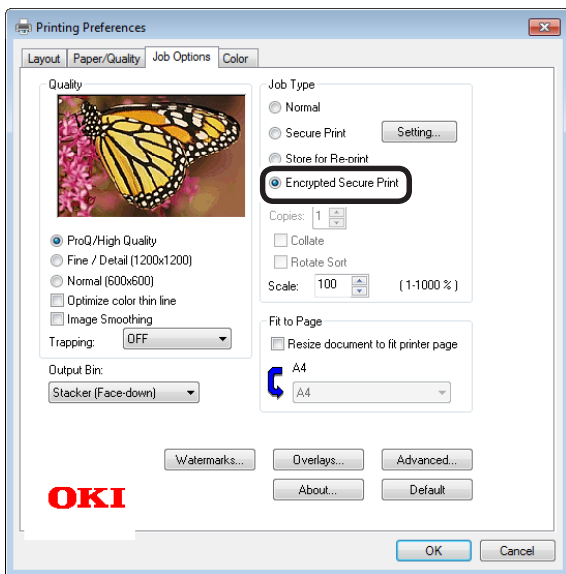 Printing Preferences
Layout Paper/Quality Job Options Color
Quality
ProQ/High Quality
Fine / Detail (1200x1200)
Normal (600x600)
Optimize color thin line
Image Smoothing
Trapping: OFF
Output Bin:
Stacker (Face-down)
Job Type
Normal
Secure Print Setting...
Store for Re-print
Encrypted Secure Print
Copies: 1
Collate
Rotate Sort
Scale: 100 (1-1000 %)
Fit to Page
Resize document to fit printer page
A4
A4
Watermarks... Overlays... Advanced...
About... Default
OKI
OK Cancel